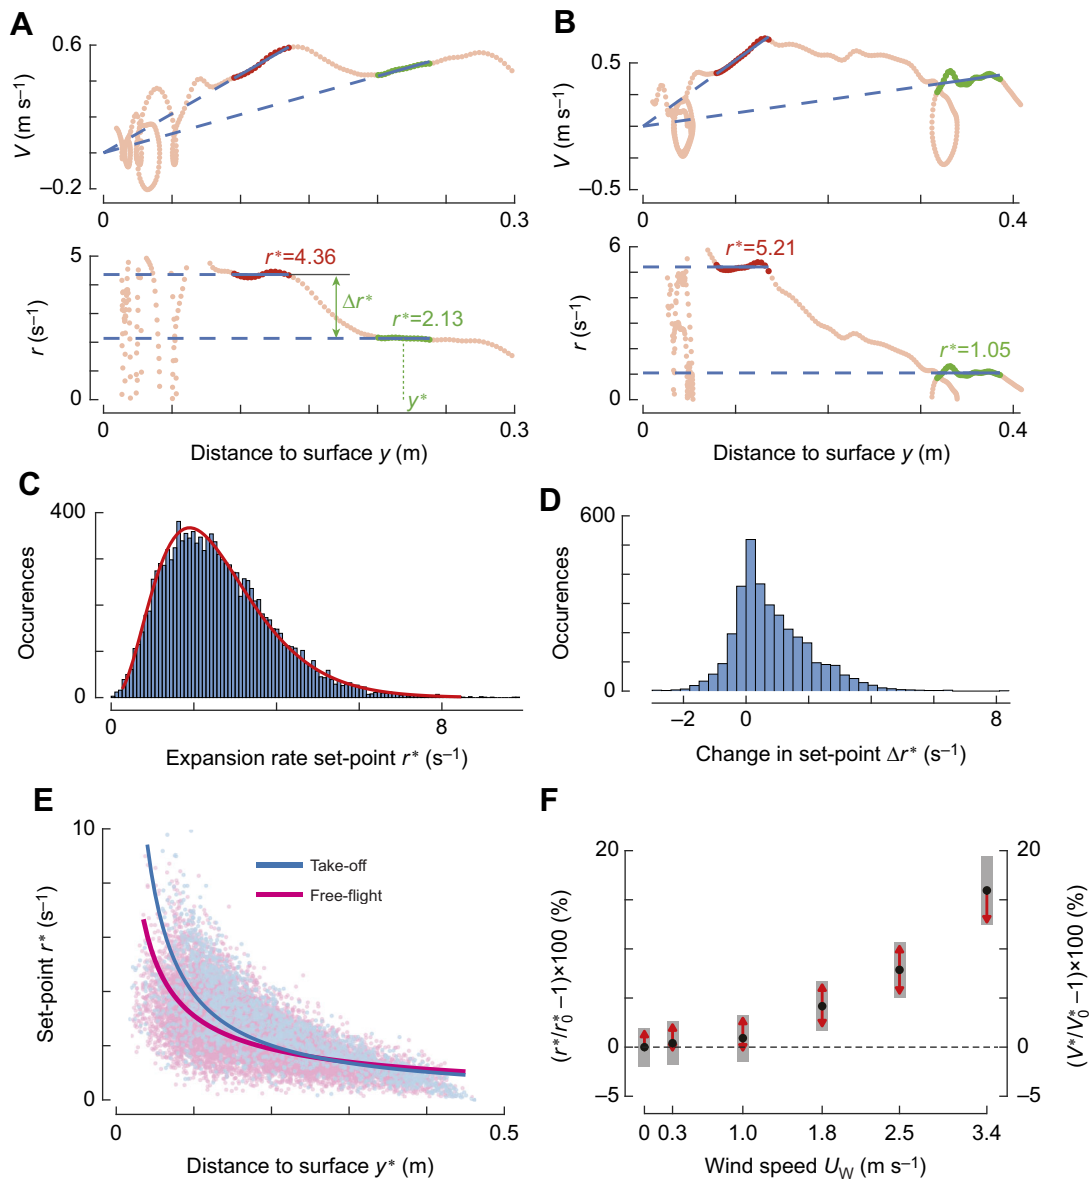 A
0.6
V (m s⁻¹)
–0.2
0
0.3
5
r*=4.36
Δr*
r*=2.13
r (s⁻¹)
0
y*
0
0.3
Distance to surface y (m)
B
0.5
V (m s⁻¹)
–0.5
0
0.4
6
r*=5.21
r (s⁻¹)
r*=1.05
0
0
0.4
Distance to surface y (m)
C
400
Occurences
0
0
8
Expansion rate set-point r* (s⁻¹)
D
600
Occurences
0
–2
0
8
Change in set-point Δr* (s⁻¹)
E
10
Take-off
Free-flight
Set-point r* (s⁻¹)
0
0
0.5
Distance to surface y* (m)
F
20
20
(r*/r₀*–1)×100 (%)
(V*/V₀*–1)×100 (%)
0
0
–5
–5
0 0.3 1.0 1.8 2.5 3.4
Wind speed U_W (m s⁻¹)